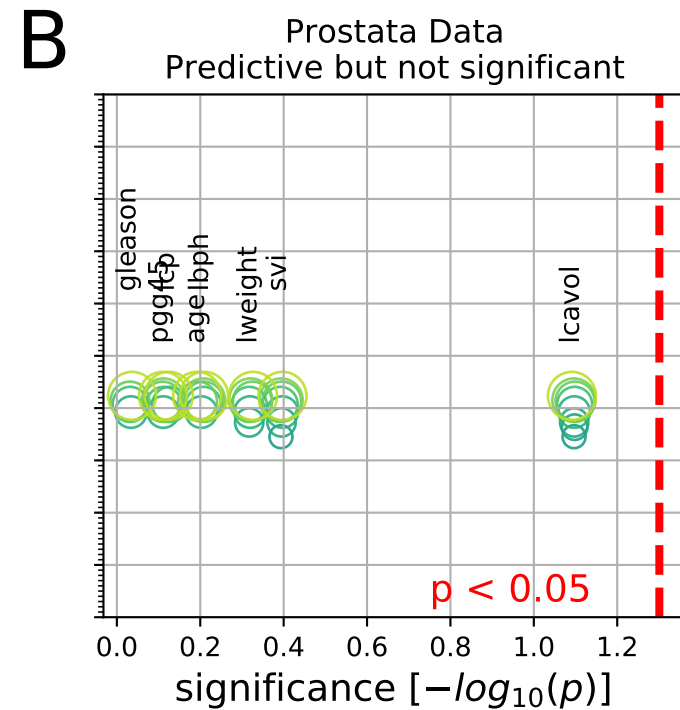 B
Prostata Data
Predictive but not significant
gleason
pgg45
lcp
age
lbph
lweight
svi
lcavol
p < 0.05
0.0 0.2 0.4 0.6 0.8 1.0 1.2
significance [−log₁₀(p)]